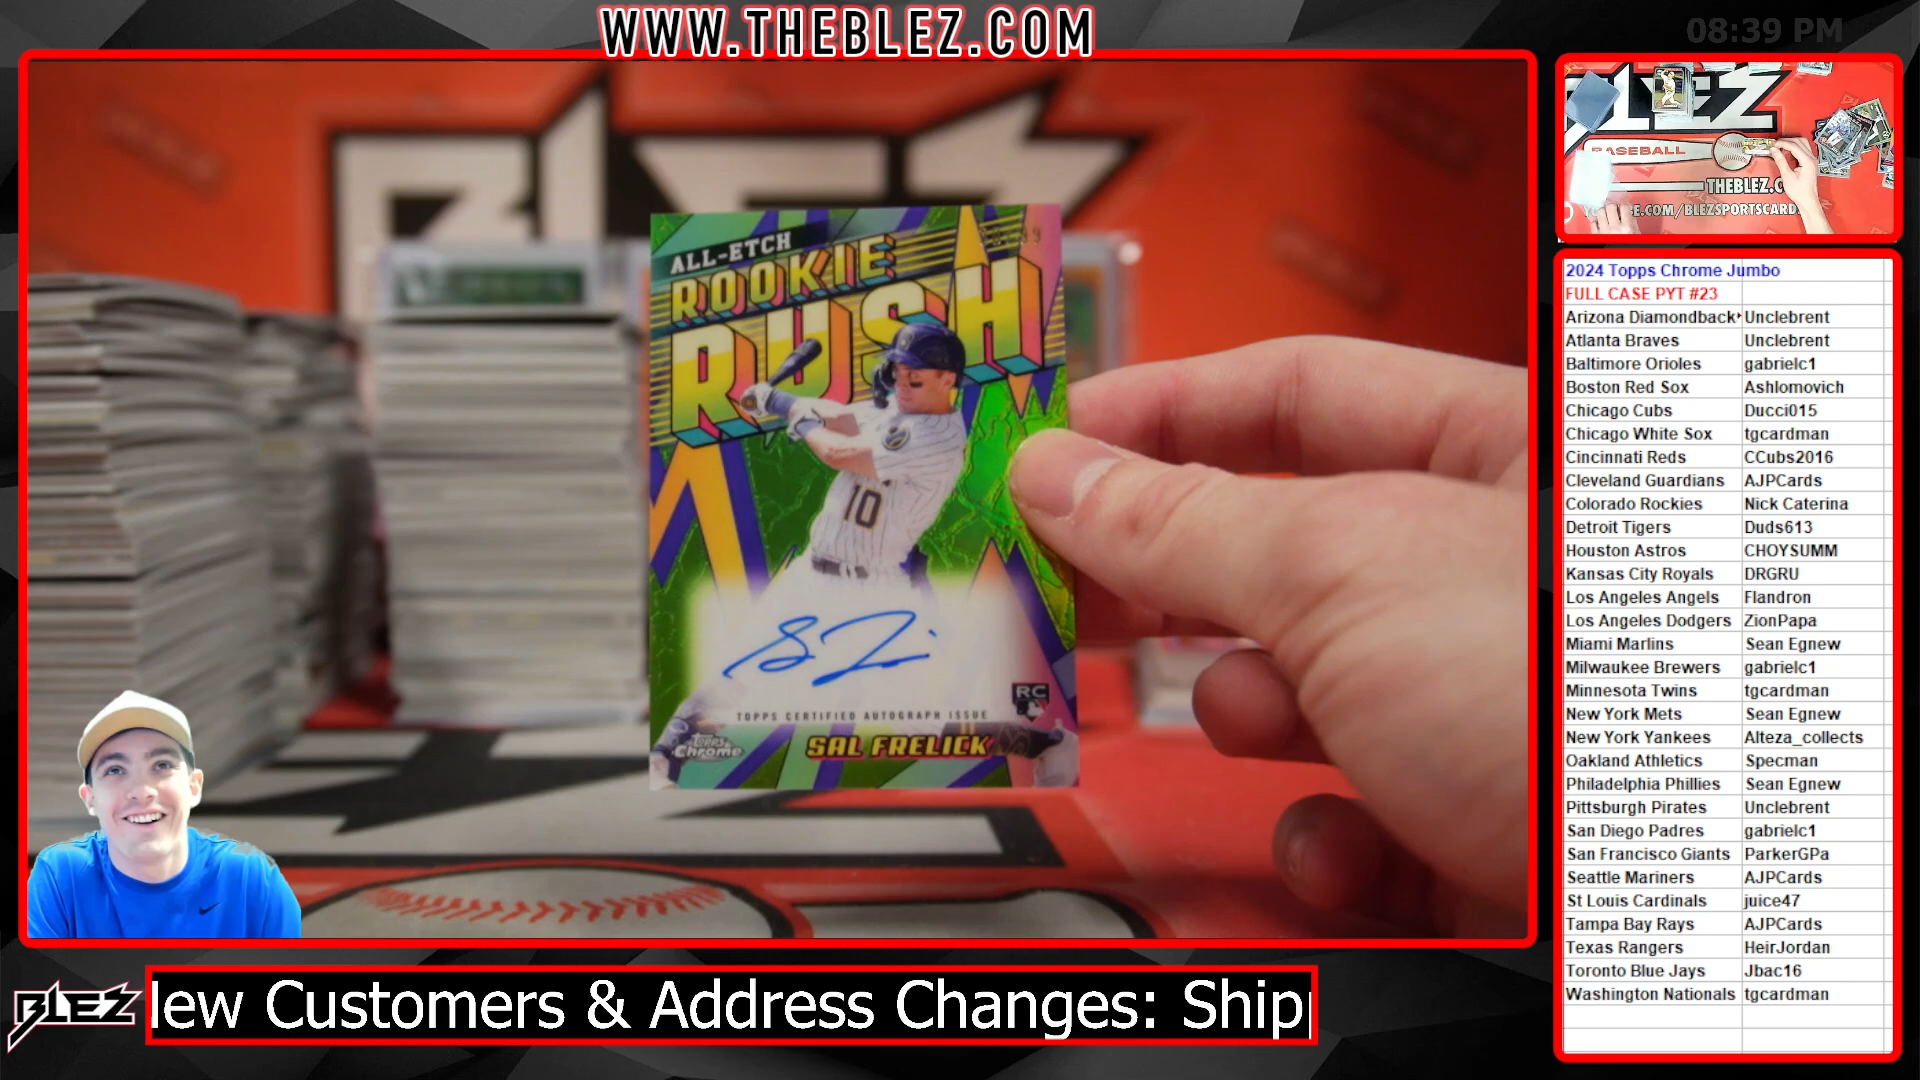 WWW.THEBLEZ.COM
08:39 PM
BLEZ
ALL-ETCH
ROOKIE
RUSH
10
TOPPS CERTIFIED AUTOGRAPH ISSUE
RC
Topps
Chrome
SAL FRELICK
BLEZ
BASEBALL
THEBLEZ.C
E.COM/BLEZSPORTSCARD
2024 Topps Chrome Jumbo
FULL CASE PYT #23
Arizona Diamondback Unclebrent
Atlanta Braves Unclebrent
Baltimore Orioles gabrielc1
Boston Red Sox Ashlomovich
Chicago Cubs Ducci015
Chicago White Sox tgcardman
Cincinnati Reds CCubs2016
Cleveland Guardians AJPCards
Colorado Rockies Nick Caterina
Detroit Tigers Duds613
Houston Astros CHOYSUMM
Kansas City Royals DRGRU
Los Angeles Angels Flandron
Los Angeles Dodgers ZionPapa
Miami Marlins Sean Egnew
Milwaukee Brewers gabrielc1
Minnesota Twins tgcardman
New York Mets Sean Egnew
New York Yankees Alteza_collects
Oakland Athletics Specman
Philadelphia Phillies Sean Egnew
Pittsburgh Pirates Unclebrent
San Diego Padres gabrielc1
San Francisco Giants ParkerGPa
Seattle Mariners AJPCards
St Louis Cardinals juice47
Tampa Bay Rays AJPCards
Texas Rangers HeirJordan
Toronto Blue Jays Jbac16
Washington Nationals tgcardman
BLEZ
lew Customers & Address Changes: Ship